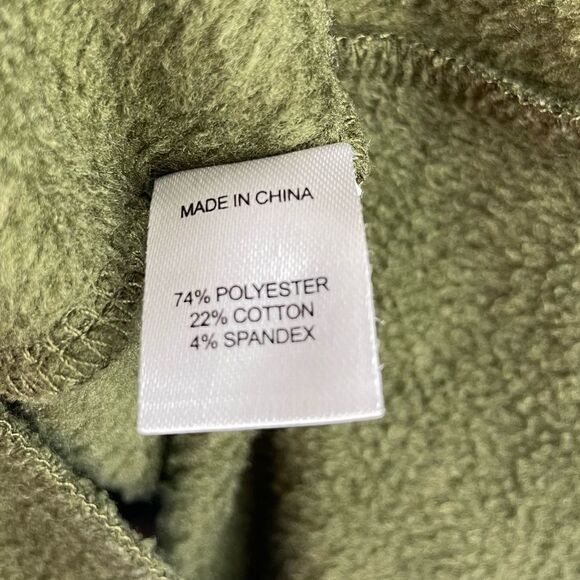 MADE IN CHINA
74% POLYESTER
22% COTTON
4% SPANDEX